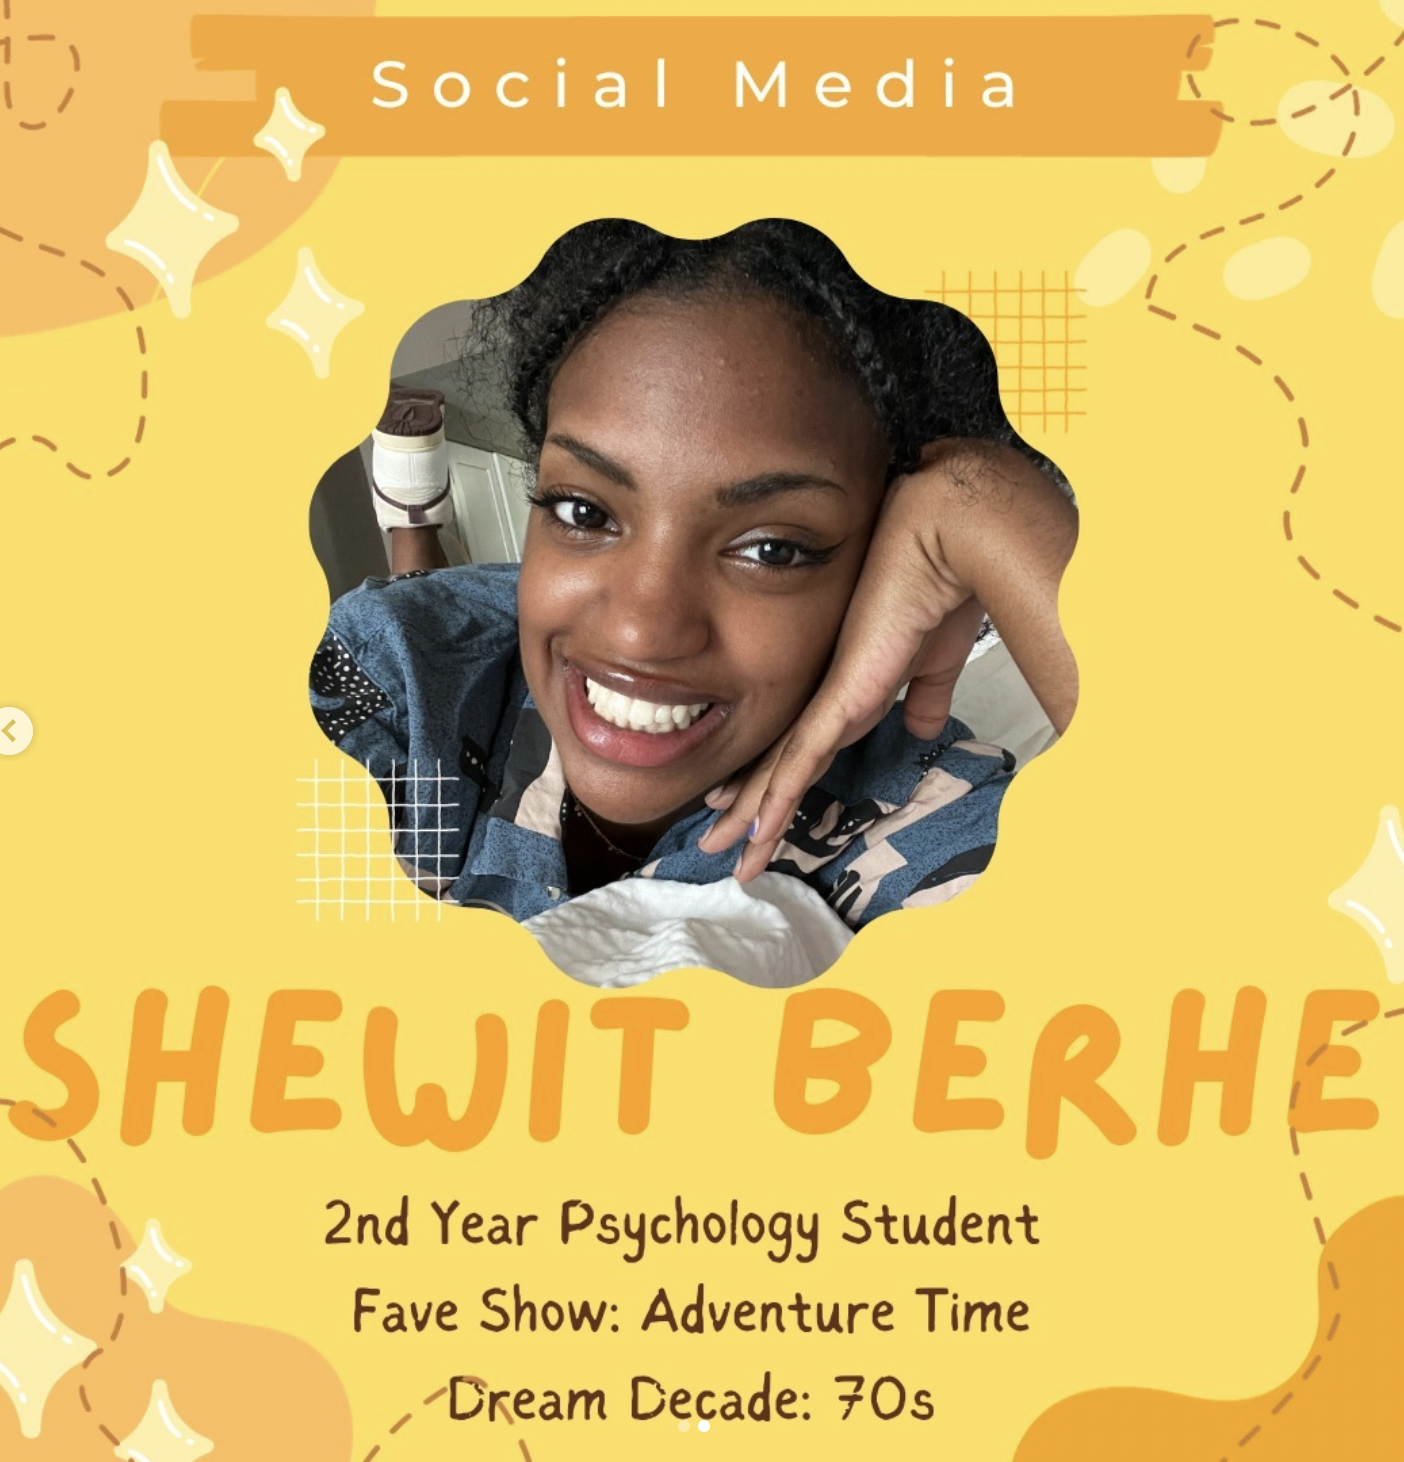 Social Media
SHEWIT BERHE
2nd Year Psychology Student
Fave Show: Adventure Time
Dream Decade: 70s